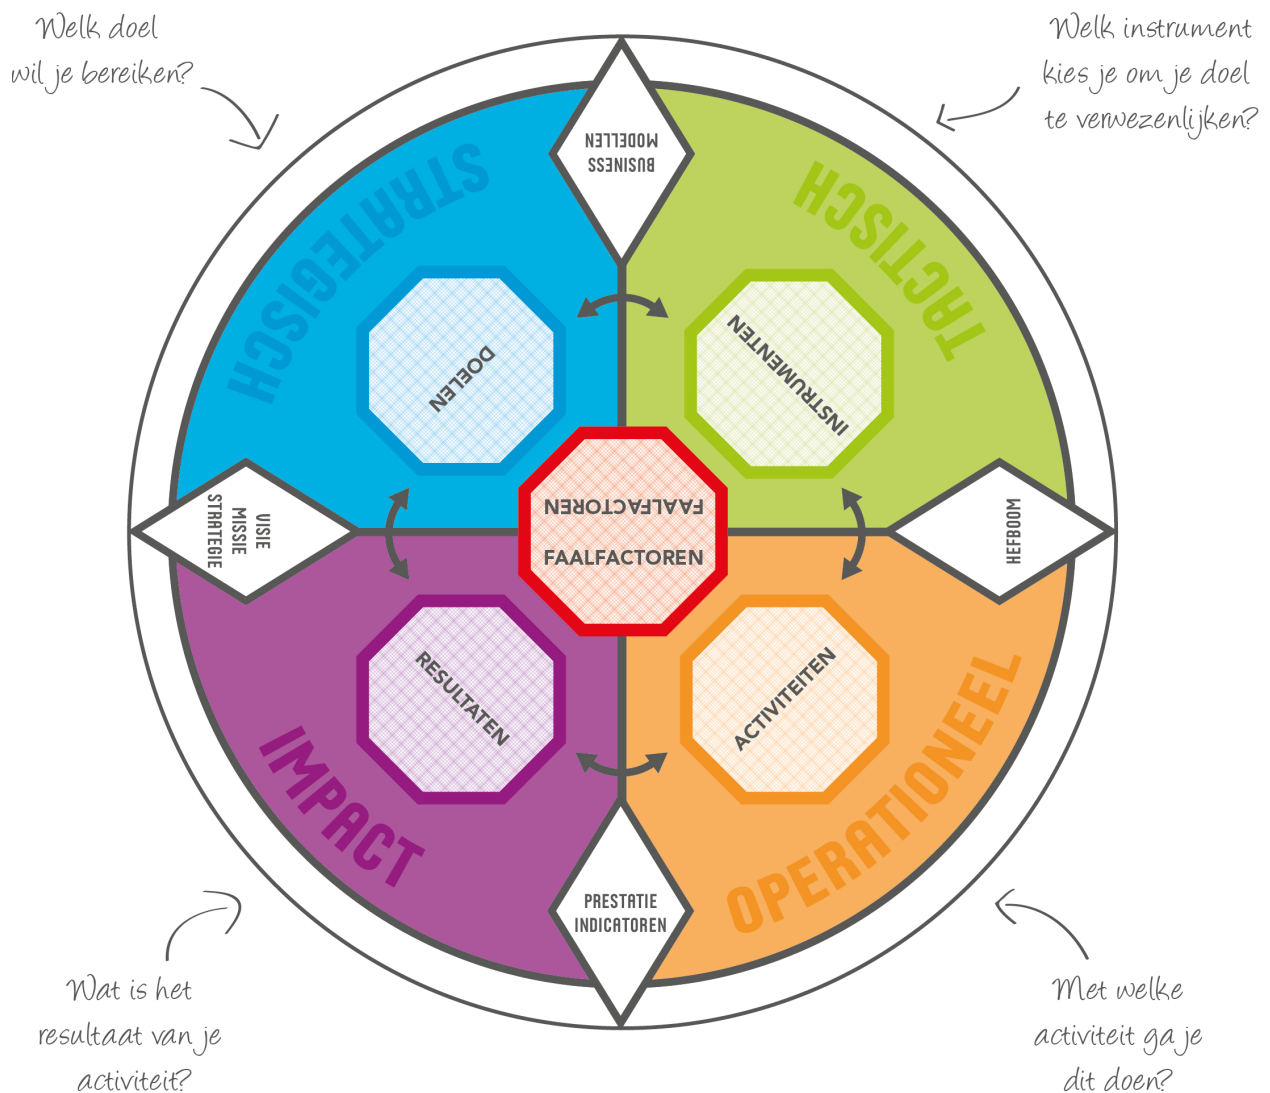 Welk doel
wil je bereiken?
Welk instrument
kies je om je doel
te verwezenlijken?
BUSINESS
MODELLEN
STRATEGISCH
TACTISCH
DOELEN
INSTRUMENTEN
VISIE
MISSIE
STRATEGIE
FAALFACTOREN
FAALFACTOREN
HEFBOOM
RESULTATEN
ACTIVITEITEN
IMPACT
OPERATIONEEL
PRESTATIE
INDICATOREN
Wat is het
resultaat van je
activiteit?
Met welke
activiteit ga je
dit doen?